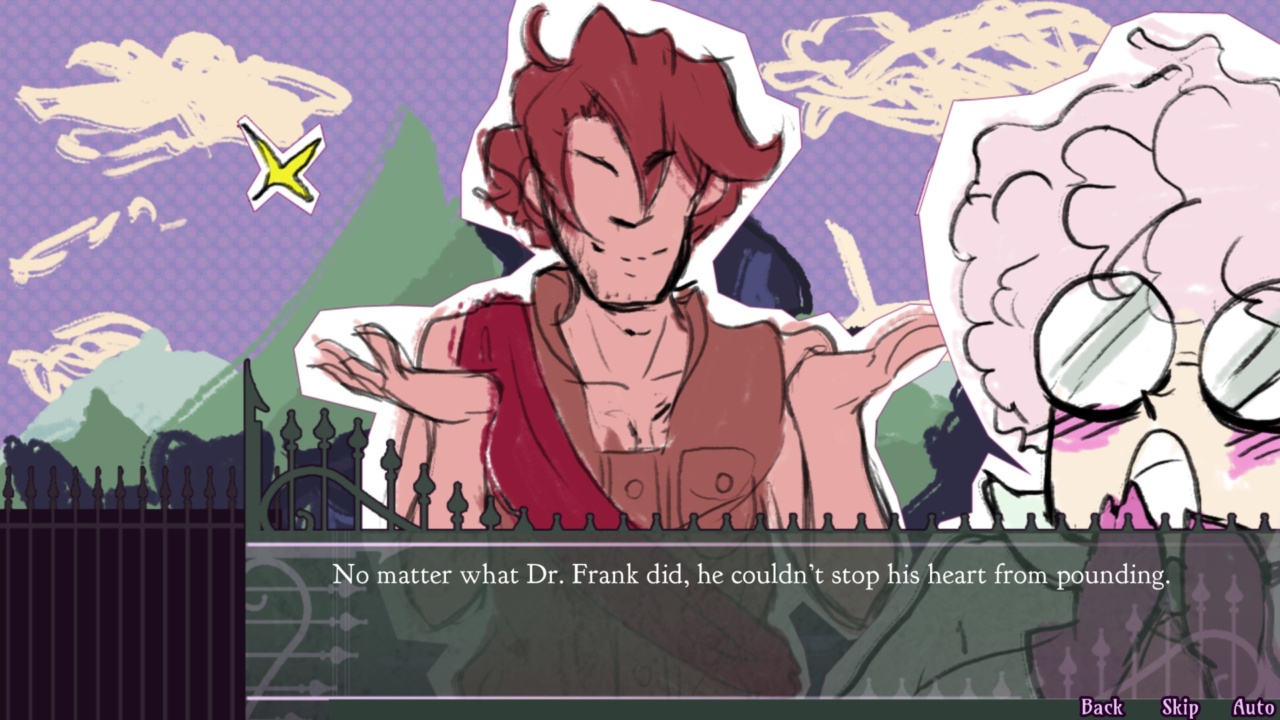 No matter what Dr. Frank did, he couldn't stop his heart from pounding.
Back Skip Auto